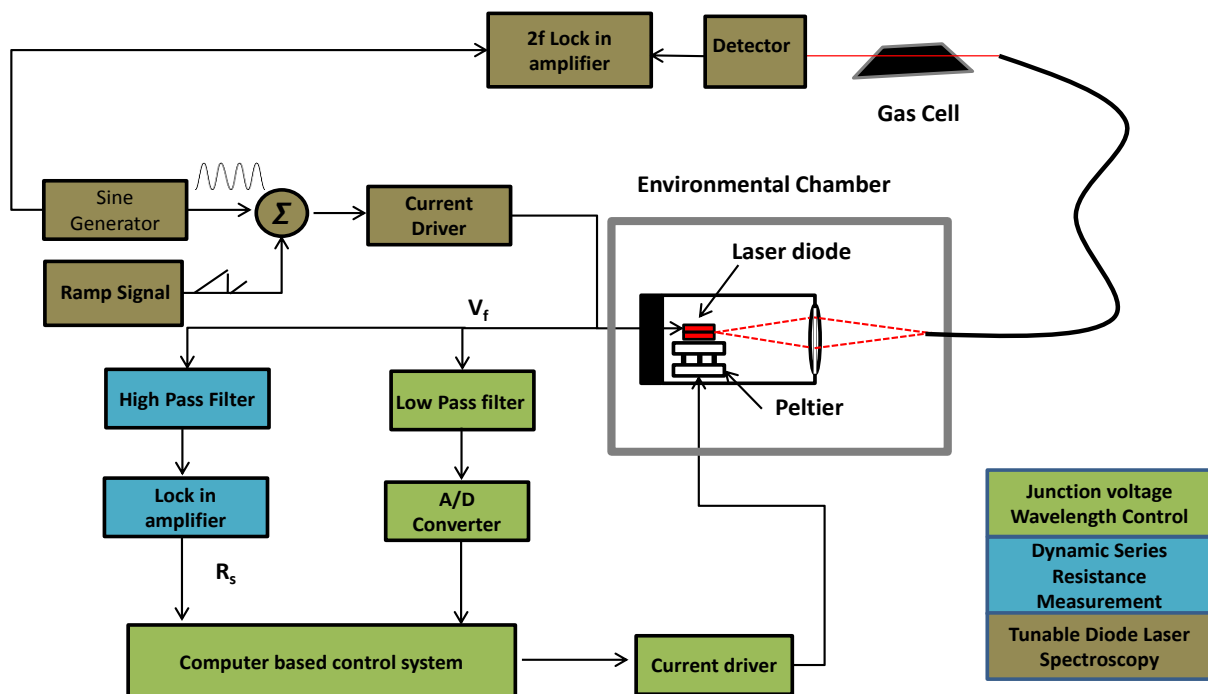 2f Lock in
amplifier
Detector
Gas Cell
Sine
Generator
Σ
Current
Driver
Environmental Chamber
Laser diode
Ramp Signal
V_f
High Pass Filter
Low Pass filter
Peltier
Lock in
amplifier
A/D
Converter
R_s
Computer based control system
Current driver
Junction voltage
Wavelength Control
Dynamic Series
Resistance
Measurement
Tunable Diode Laser
Spectroscopy